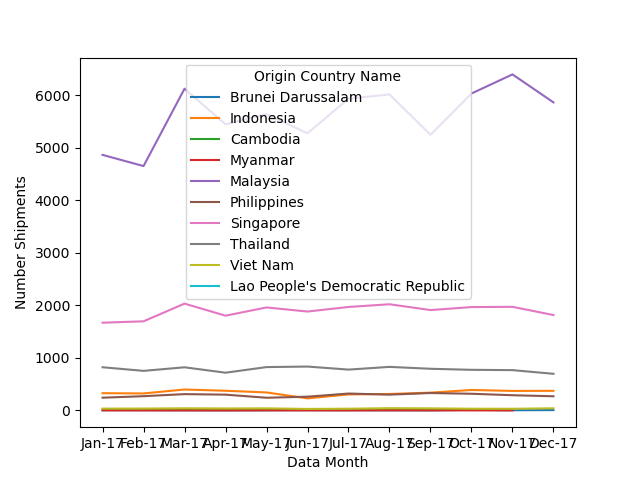 Origin Country Name
Brunei Darussalam
Indonesia
Cambodia
Myanmar
Malaysia
Philippines
Singapore
Thailand
Viet Nam
Lao People's Democratic Republic
Number Shipments
6000
5000
4000
3000
2000
1000
0
Jan-17 Feb-17 Mar-17 Apr-17 May-17 Jun-17 Jul-17 Aug-17 Sep-17 Oct-17 Nov-17 Dec-17
Data Month